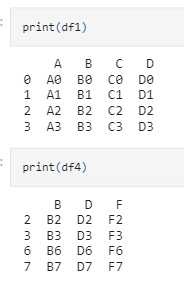 print(df1)
A B C D
0 A0 B0 C0 D0
1 A1 B1 C1 D1
2 A2 B2 C2 D2
3 A3 B3 C3 D3
print(df4)
B D F
2 B2 D2 F2
3 B3 D3 F3
6 B6 D6 F6
7 B7 D7 F7